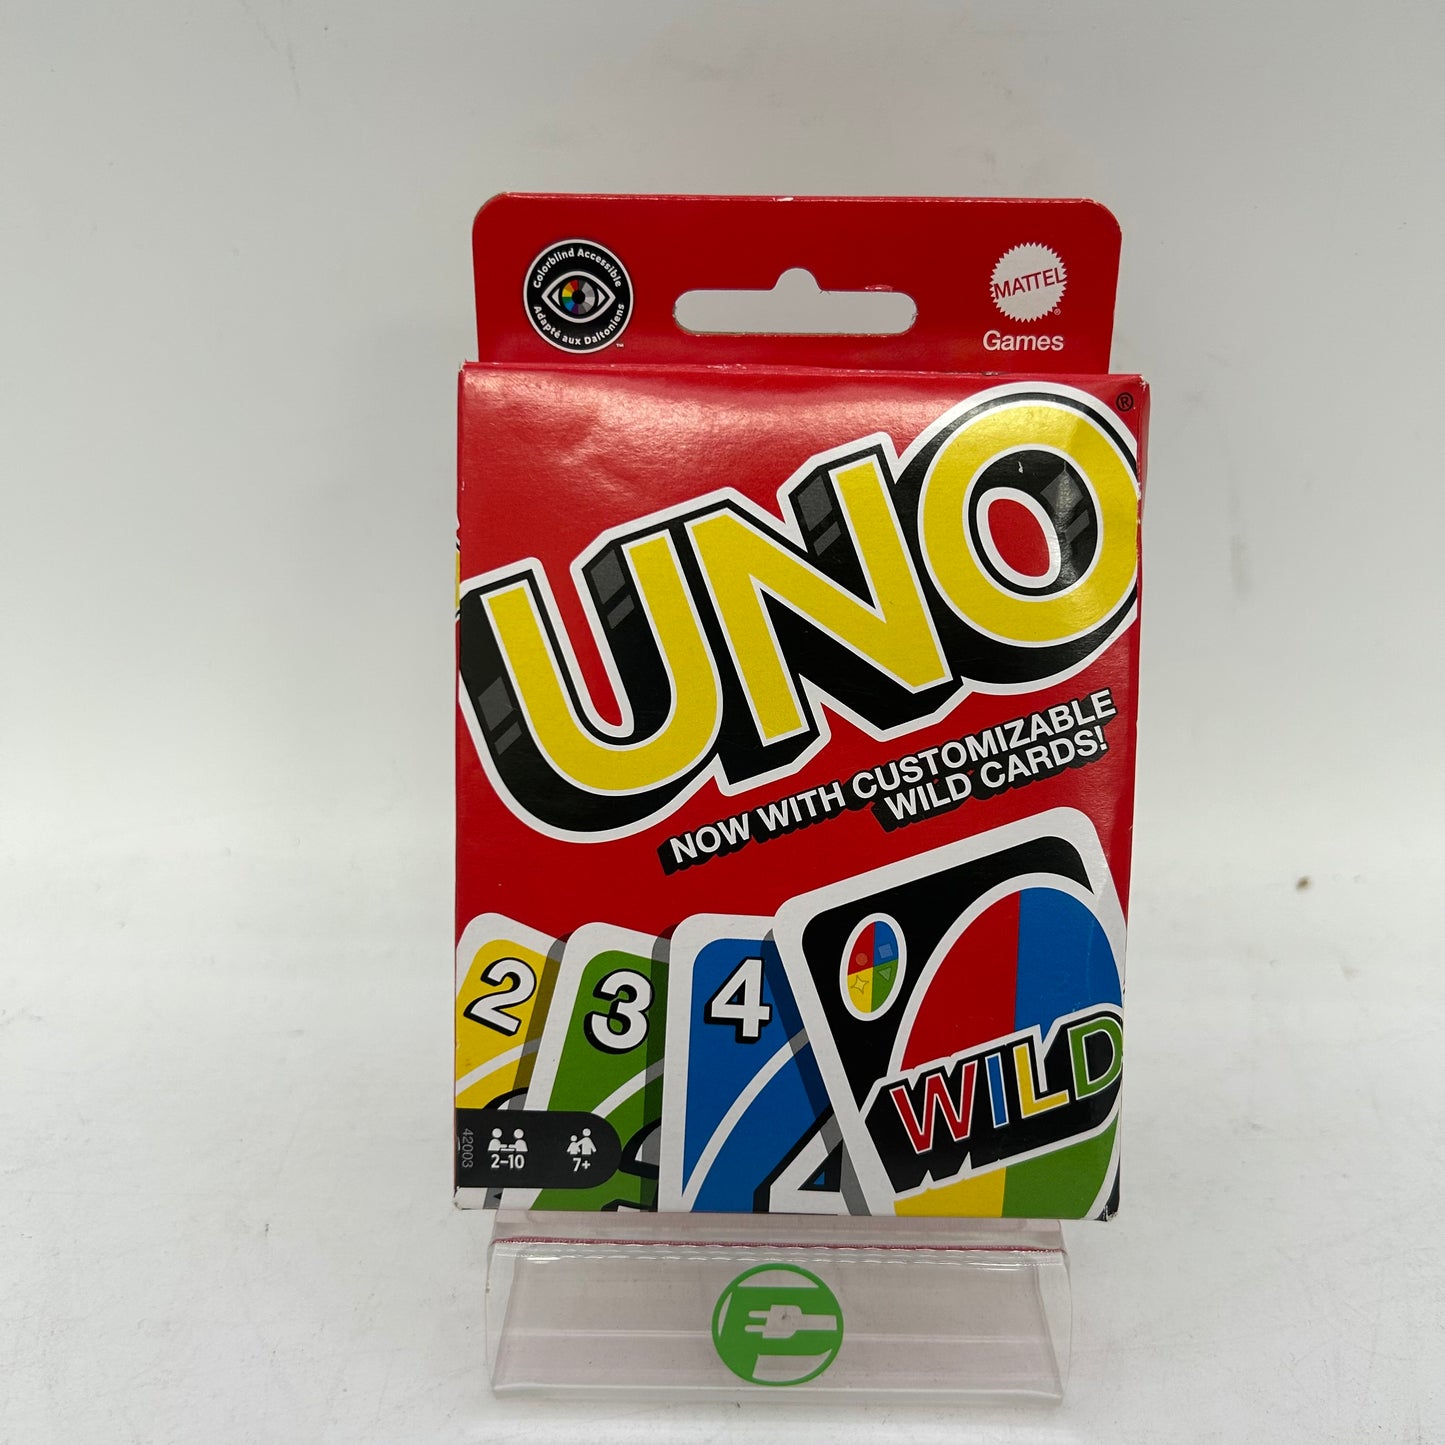 Colorblind Accessible
Adapté aux Daltoniens
™
MATTEL
®
Games
UNO®
NOW WITH CUSTOMIZABLE
WILD CARDS!
2
3
4
WILD
42003
2–10
7+